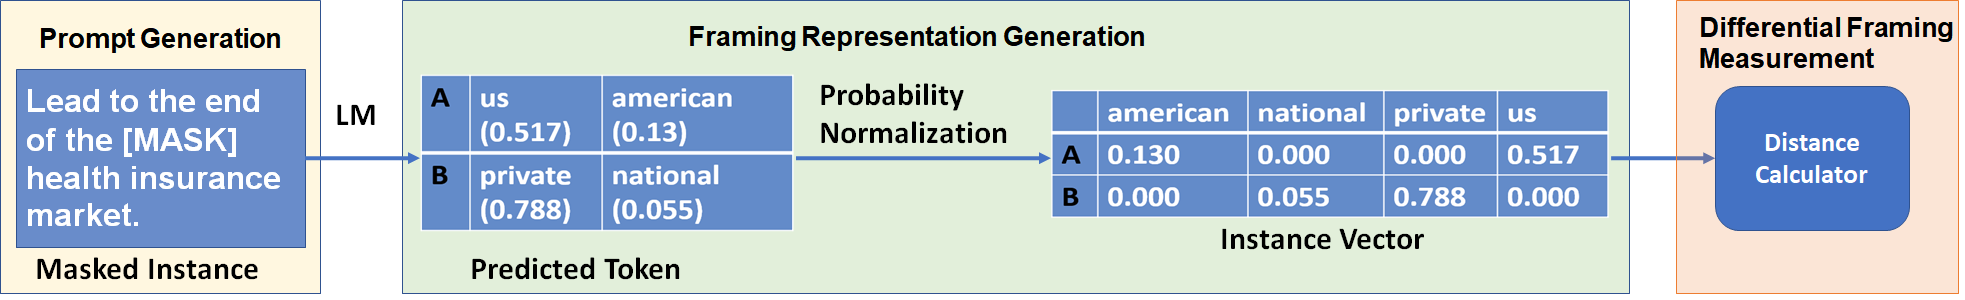 Prompt Generation
Lead to the end
of the [MASK]
health insurance
market.
Masked Instance
LM
Framing Representation Generation
A us american
(0.517) (0.13)
B private national
(0.788) (0.055)
Predicted Token
Probability
Normalization
american national private us
A 0.130 0.000 0.000 0.517
B 0.000 0.055 0.788 0.000
Instance Vector
Differential Framing
Measurement
Distance
Calculator